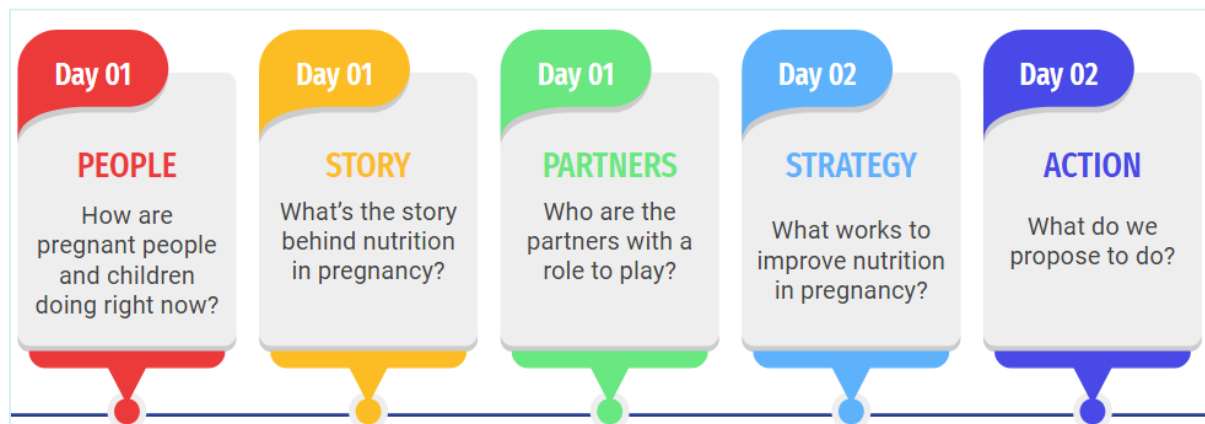 Day 01
PEOPLE
How are
pregnant people
and children
doing right now?
Day 01
STORY
What's the story
behind nutrition
in pregnancy?
Day 01
PARTNERS
Who are the
partners with a
role to play?
Day 02
STRATEGY
What works to
improve nutrition
in pregnancy?
Day 02
ACTION
What do we
propose to do?